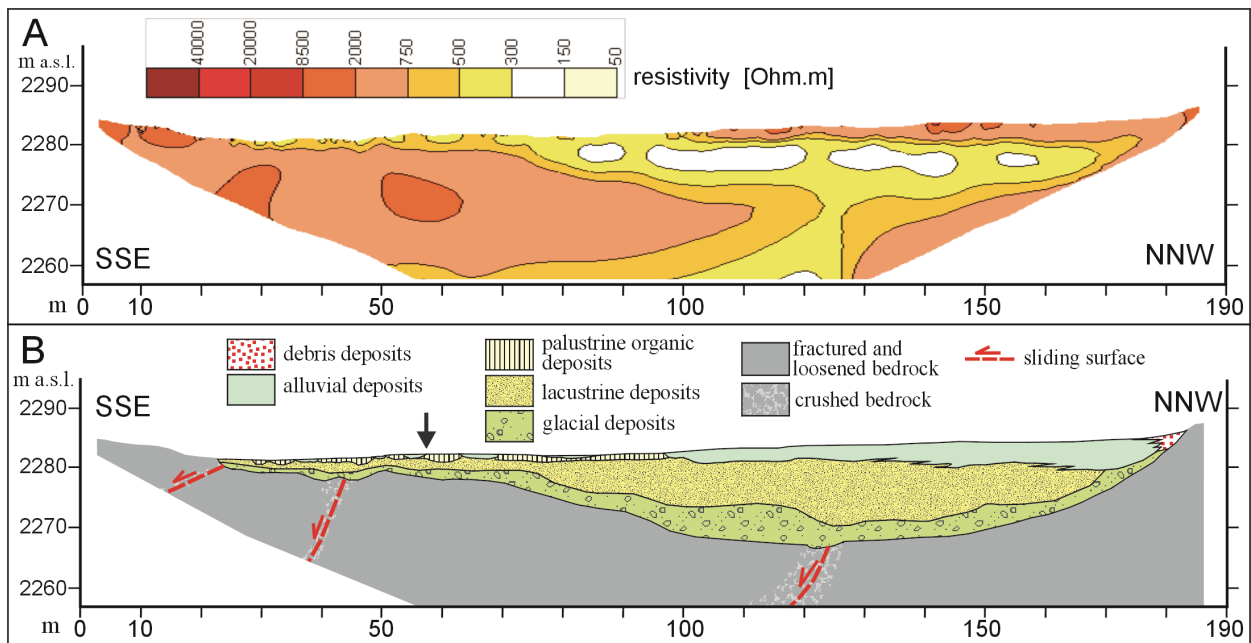 A
m a.s.l.
40000
20000
8500
2000
750
500
300
150
50
resistivity [Ohm.m]
2290
2280
2270
2260
SSE
NNW
m
0
10
50
100
150
190
B
debris deposits
alluvial deposits
palustrine organic
deposits
lacustrine deposits
glacial deposits
fractured and
loosened bedrock
crushed bedrock
sliding surface
m a.s.l.
SSE
NNW
2290
2280
2270
2260
m
0
10
50
100
150
190